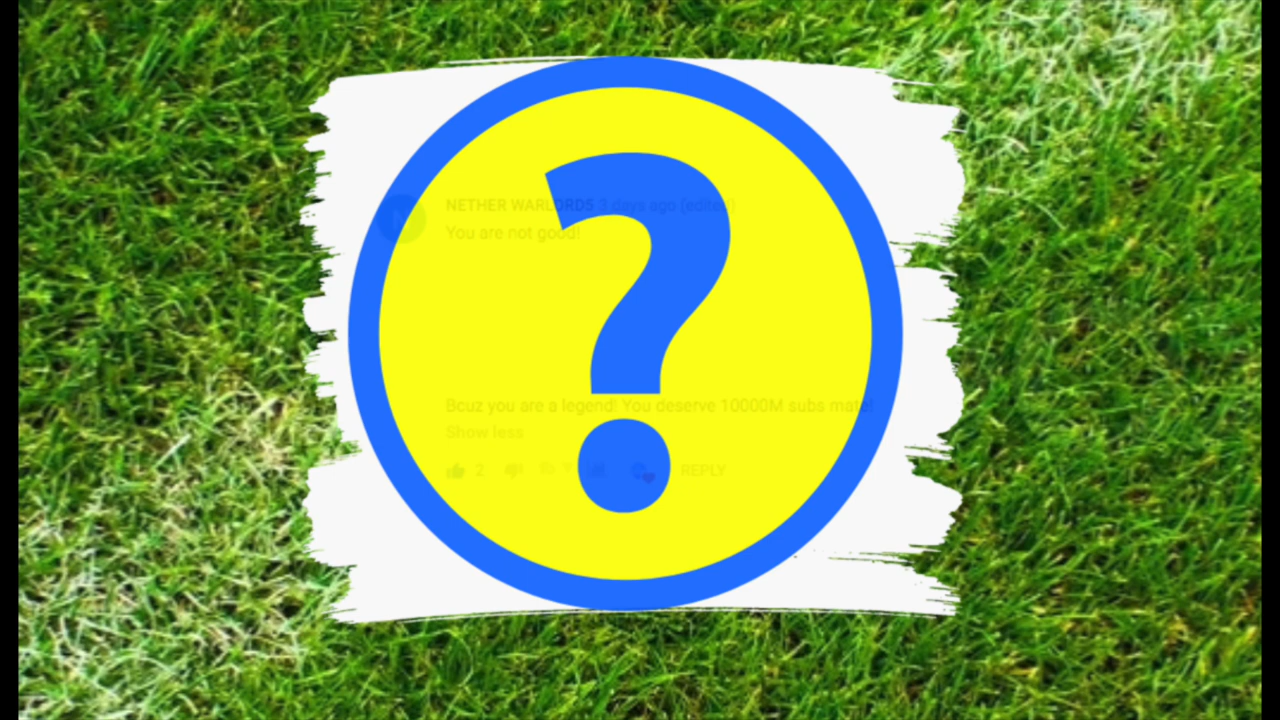 NETHER WARLORDS 3 days ago (edited)
You are not good!
?
Bcuz you are a legend! You deserve 10000M subs mate!
Show less
2 REPLY